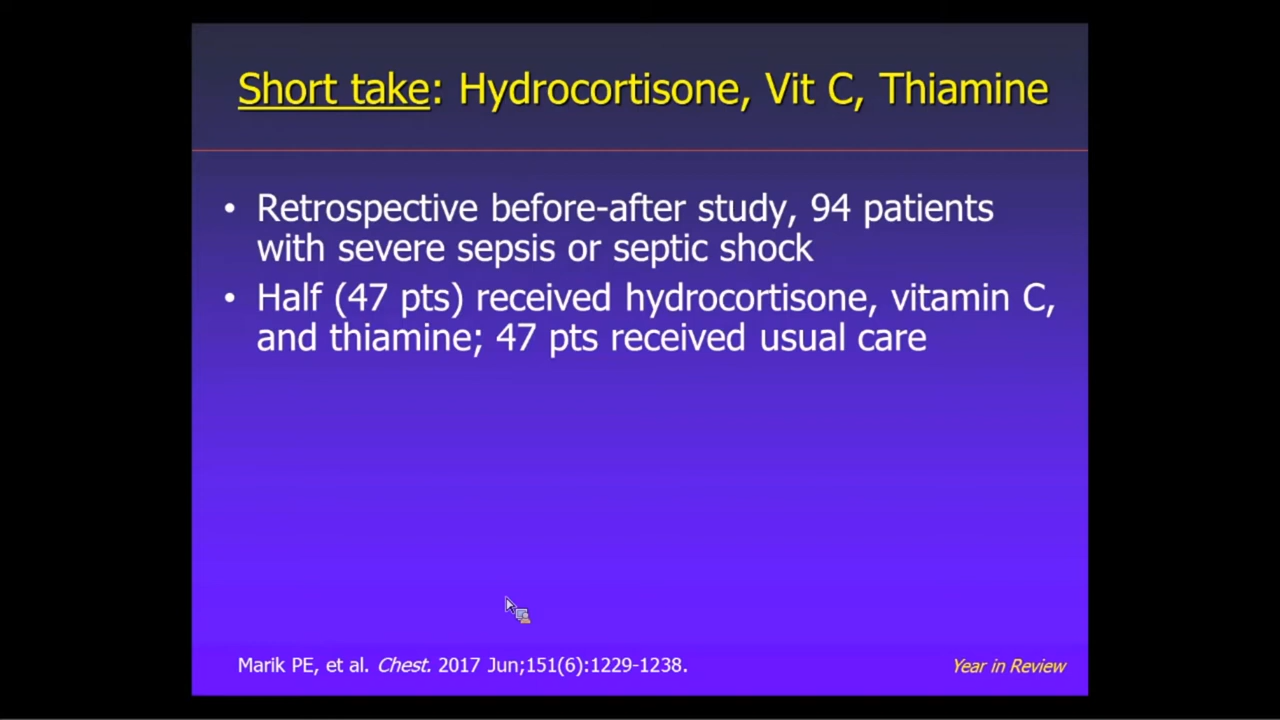 Short take: Hydrocortisone, Vit C, Thiamine
• Retrospective before-after study, 94 patients
with severe sepsis or septic shock
• Half (47 pts) received hydrocortisone, vitamin C,
and thiamine; 47 pts received usual care
Marik PE, et al. Chest. 2017 Jun;151(6):1229-1238.
Year in Review